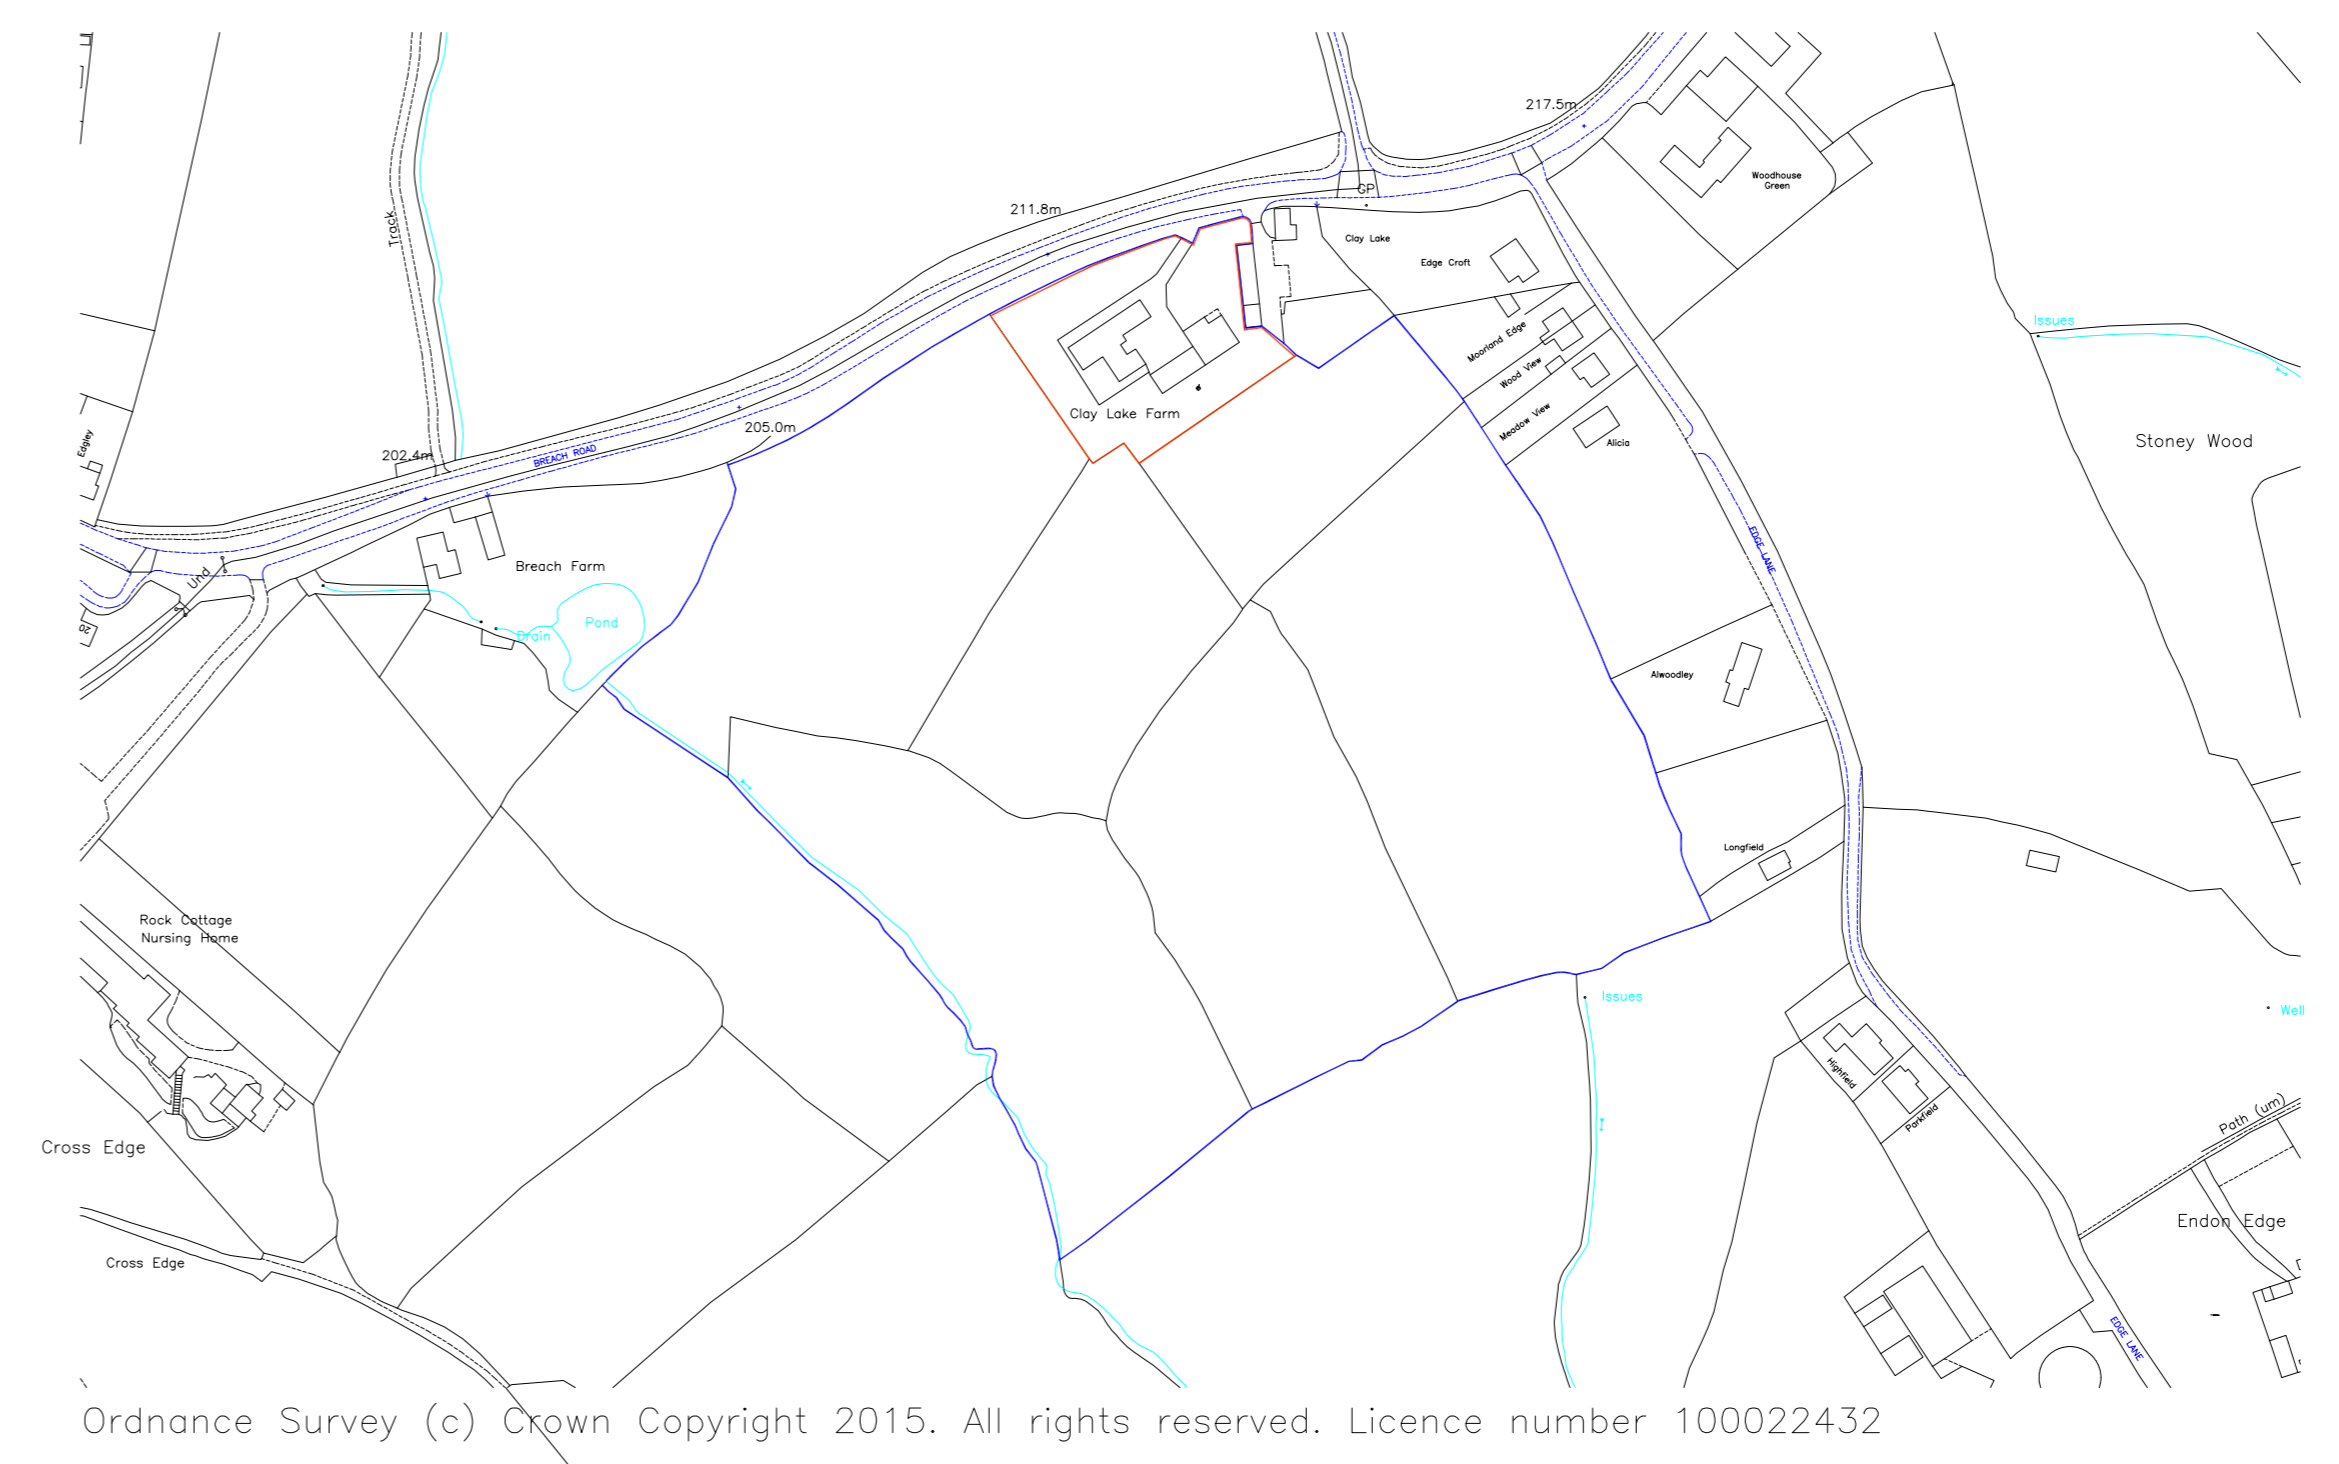 217.5m
Woodhouse
Green
GP
211.8m
Track
Clay Lake
Edge Croft
Issues
Moorland Edge
Wood View
Meadow View
Alicia
Clay Lake Farm
Stoney Wood
Edgley
205.0m
202.4m
BREACH ROAD
Und
Breach Farm
EDGE LANE
20
Drain
Pond
Alwoodley
Longfield
Rock Cottage
Nursing Home
Issues
Well
Highfield
Parkfield
Path (um)
Cross Edge
Endon Edge
Cross Edge
EDGE LANE
Ordnance Survey (c) Crown Copyright 2015. All rights reserved. Licence number 100022432